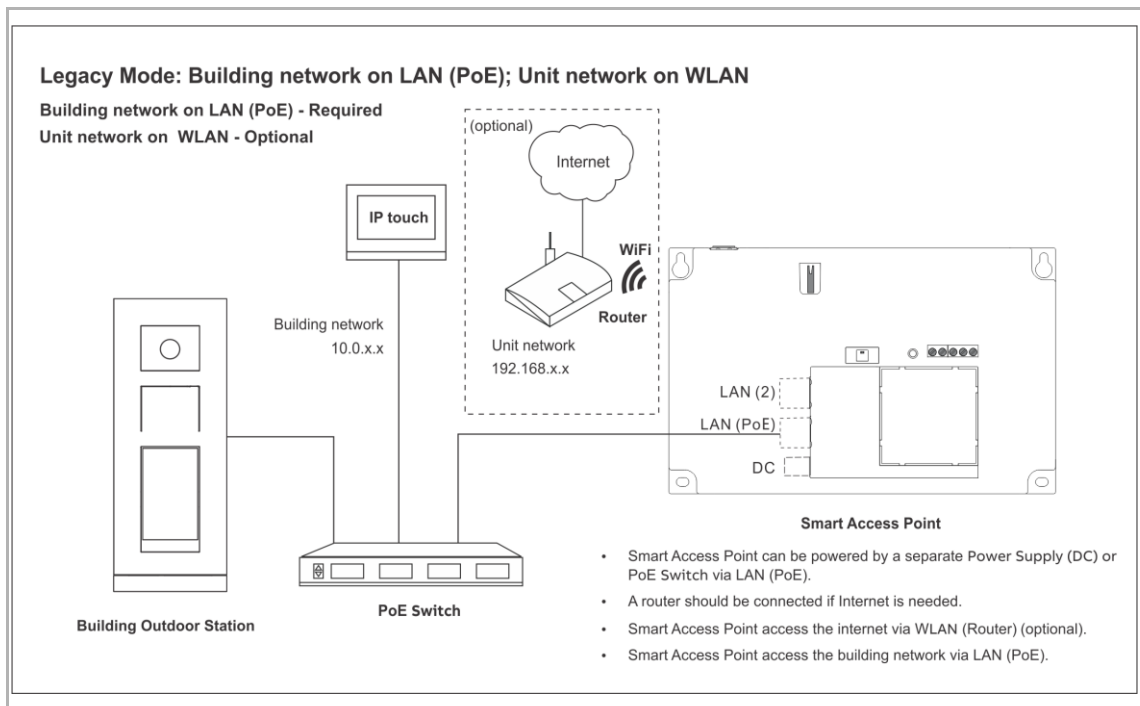 Legacy Mode: Building network on LAN (PoE); Unit network on WLAN
Building network on LAN (PoE) - Required
Unit network on WLAN - Optional
(optional)
Internet
IP touch
WiFi
Router
Building network
10.0.x.x
Unit network
192.168.x.x
LAN (2)
LAN (PoE)
DC
Smart Access Point
PoE Switch
Building Outdoor Station
• Smart Access Point can be powered by a separate Power Supply (DC) or
PoE Switch via LAN (PoE).
• A router should be connected if Internet is needed.
• Smart Access Point access the internet via WLAN (Router) (optional).
• Smart Access Point access the building network via LAN (PoE).